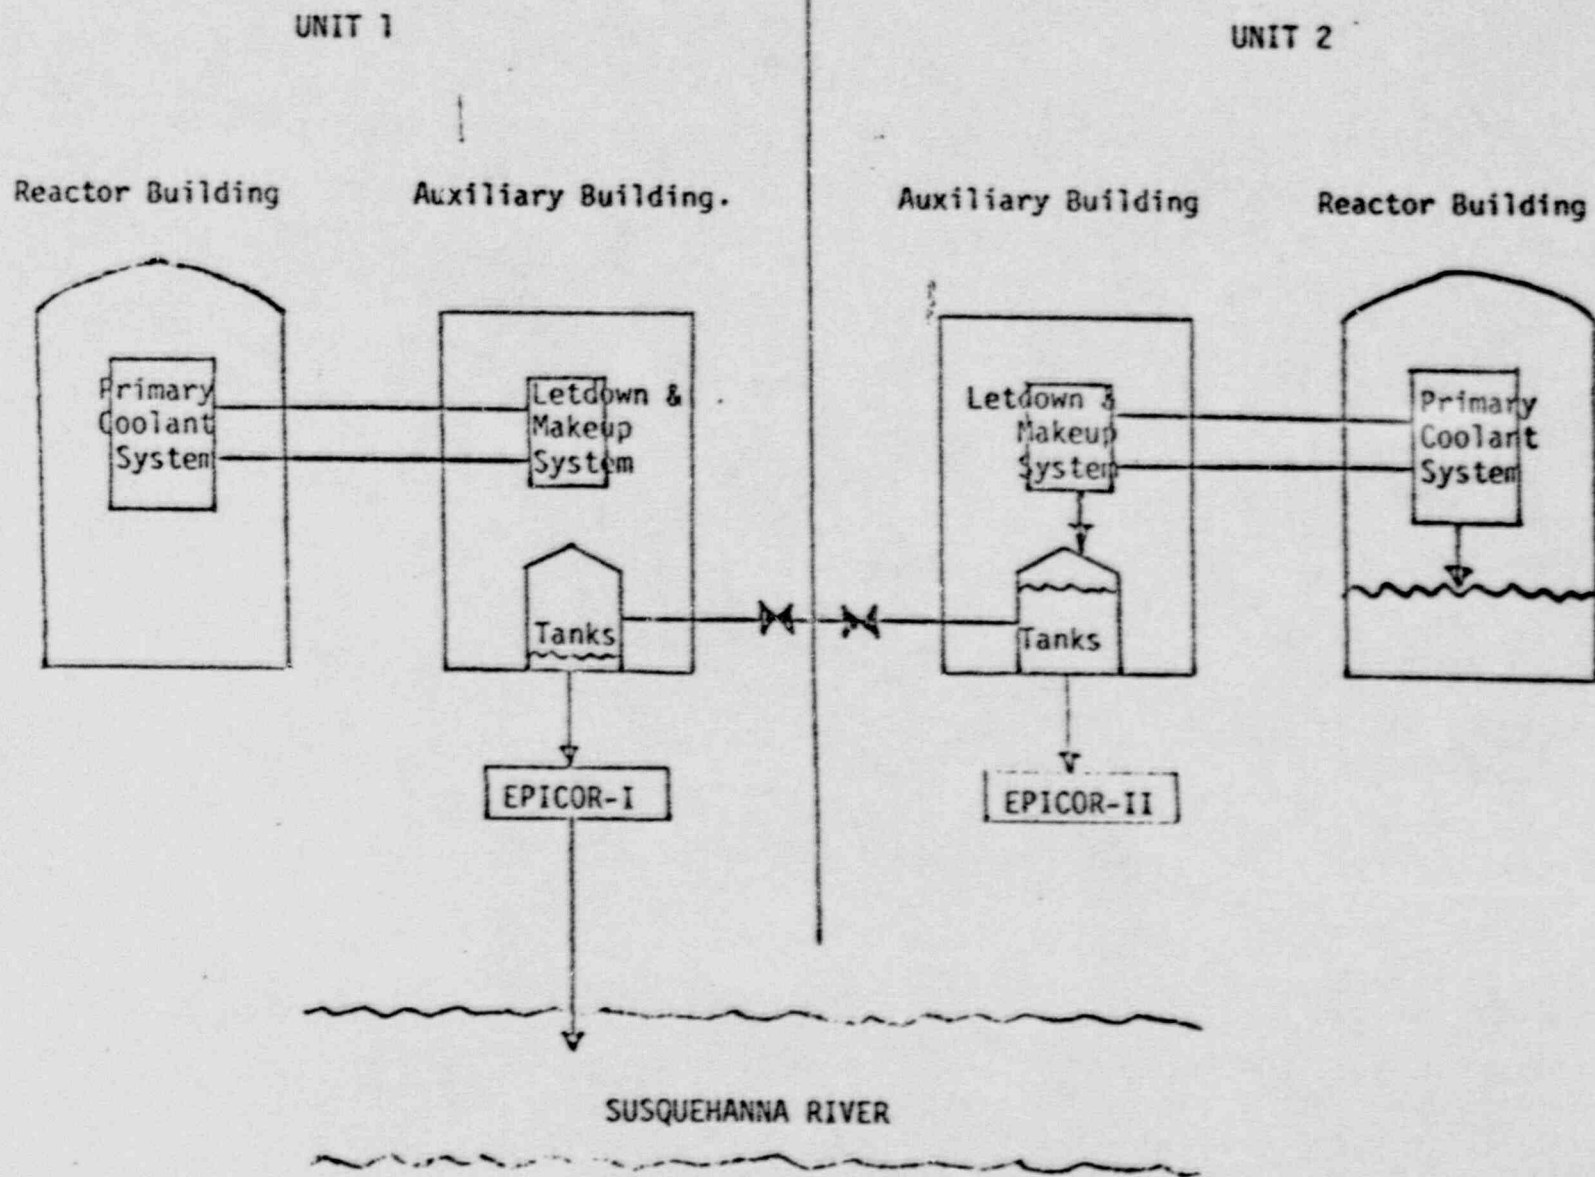 UNIT 1
UNIT 2
Reactor Building
Auxiliary Building.
Auxiliary Building
Reactor Building
Primary
Coolant
System
Letdown &
Makeup
System
Letdown &
Makeup
System
Primary
Coolant
System
Tanks
Tanks
EPICOR-I
EPICOR-II
SUSQUEHANNA RIVER